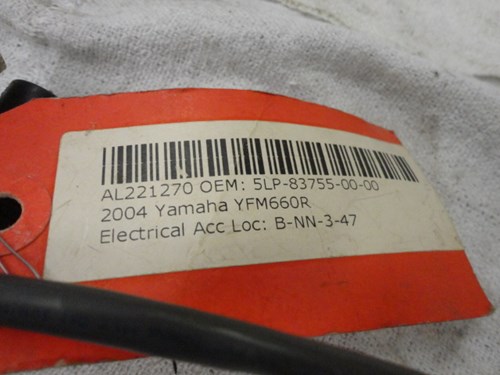 AL221270 OEM: 5LP-83755-00-00
2004 Yamaha YFM660R
Electrical Acc Loc: B-NN-3-47